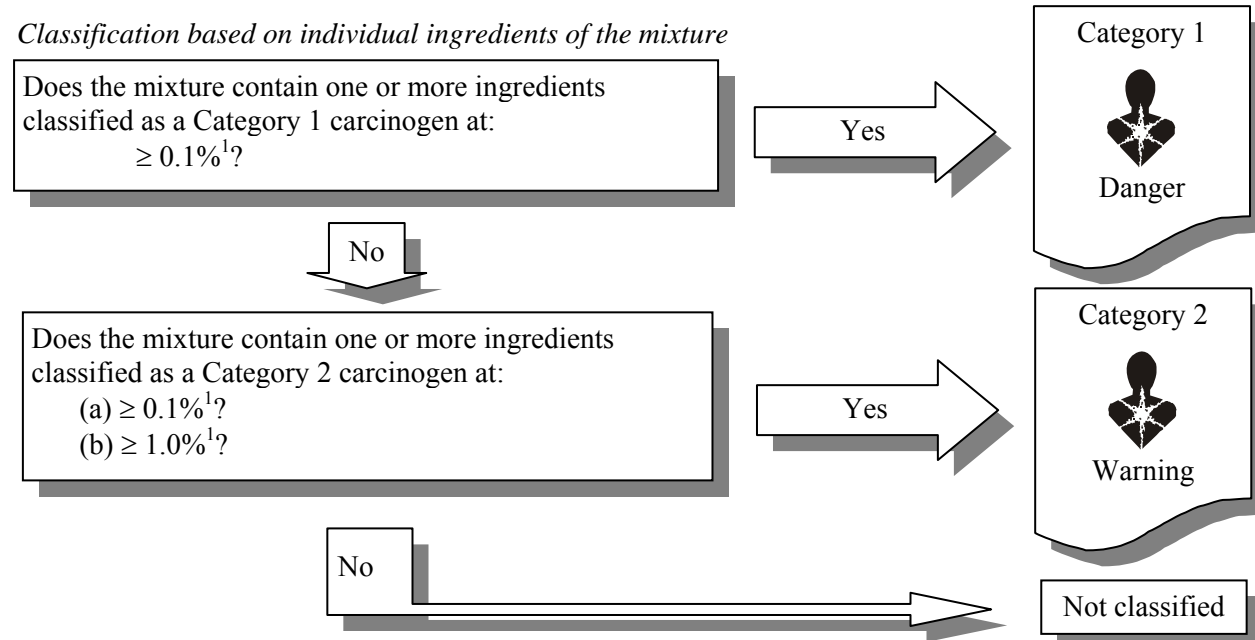 Classification based on individual ingredients of the mixture
Does the mixture contain one or more ingredients
classified as a Category 1 carcinogen at:
≥ 0.1%¹?
Yes
Category 1
Danger
No
Does the mixture contain one or more ingredients
classified as a Category 2 carcinogen at:
(a) ≥ 0.1%¹?
(b) ≥ 1.0%¹?
Yes
Category 2
Warning
No
Not classified